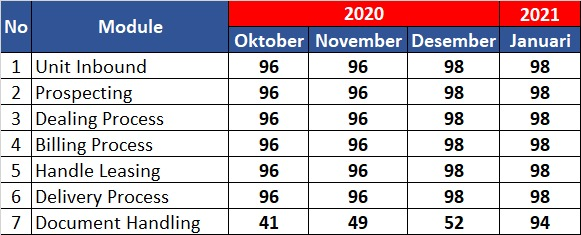 No Module 2020 2021
Oktober November Desember Januari
1 Unit Inbound 96 96 98 98
2 Prospecting 96 96 98 98
3 Dealing Process 96 96 98 98
4 Billing Process 96 96 98 98
5 Handle Leasing 96 96 98 98
6 Delivery Process 96 96 98 98
7 Document Handling 41 49 52 94